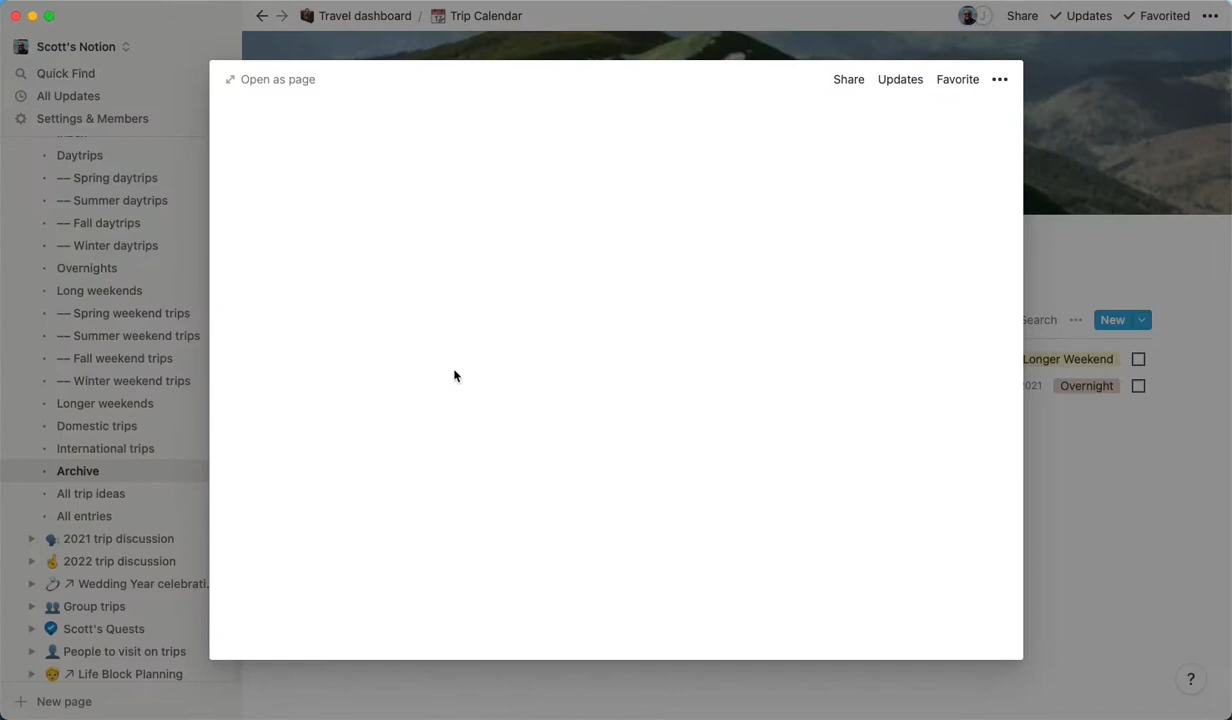 Travel dashboard / Trip Calendar
Share Updates Favorited
Scott's Notion
Quick Find
All Updates
Settings & Members
Daytrips
— Spring daytrips
— Summer daytrips
— Fall daytrips
— Winter daytrips
Overnights
Long weekends
— Spring weekend trips
— Summer weekend trips
— Fall weekend trips
— Winter weekend trips
Longer weekends
Domestic trips
International trips
Archive
All trip ideas
All entries
2021 trip discussion
2022 trip discussion
Wedding Year celebrati..
Group trips
Scott's Quests
People to visit on trips
Life Block Planning
New page
Open as page
Share Updates Favorite
Search New
Longer Weekend
2021 Overnight
?